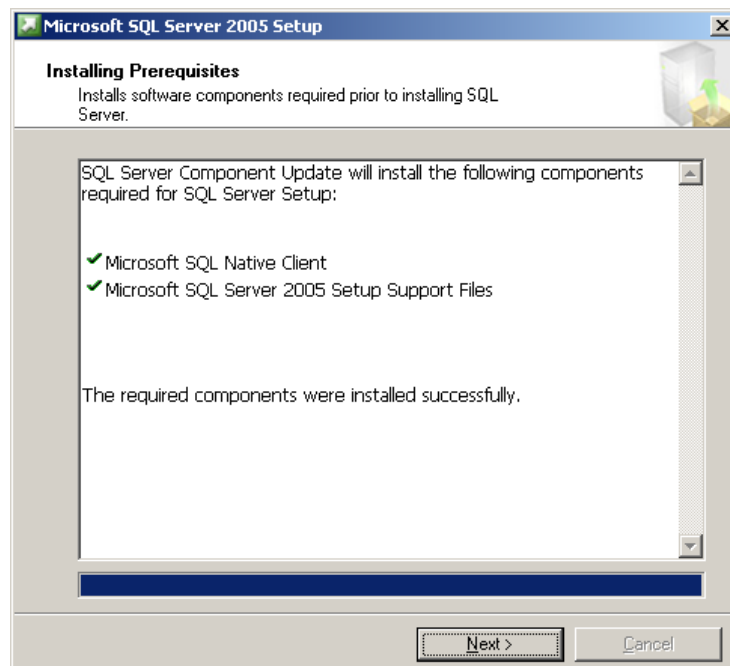 Microsoft SQL Server 2005 Setup
Installing Prerequisites
Installs software components required prior to installing SQL
Server.
SQL Server Component Update will install the following components
required for SQL Server Setup:
Microsoft SQL Native Client
Microsoft SQL Server 2005 Setup Support Files
The required components were installed successfully.
Next >
Cancel